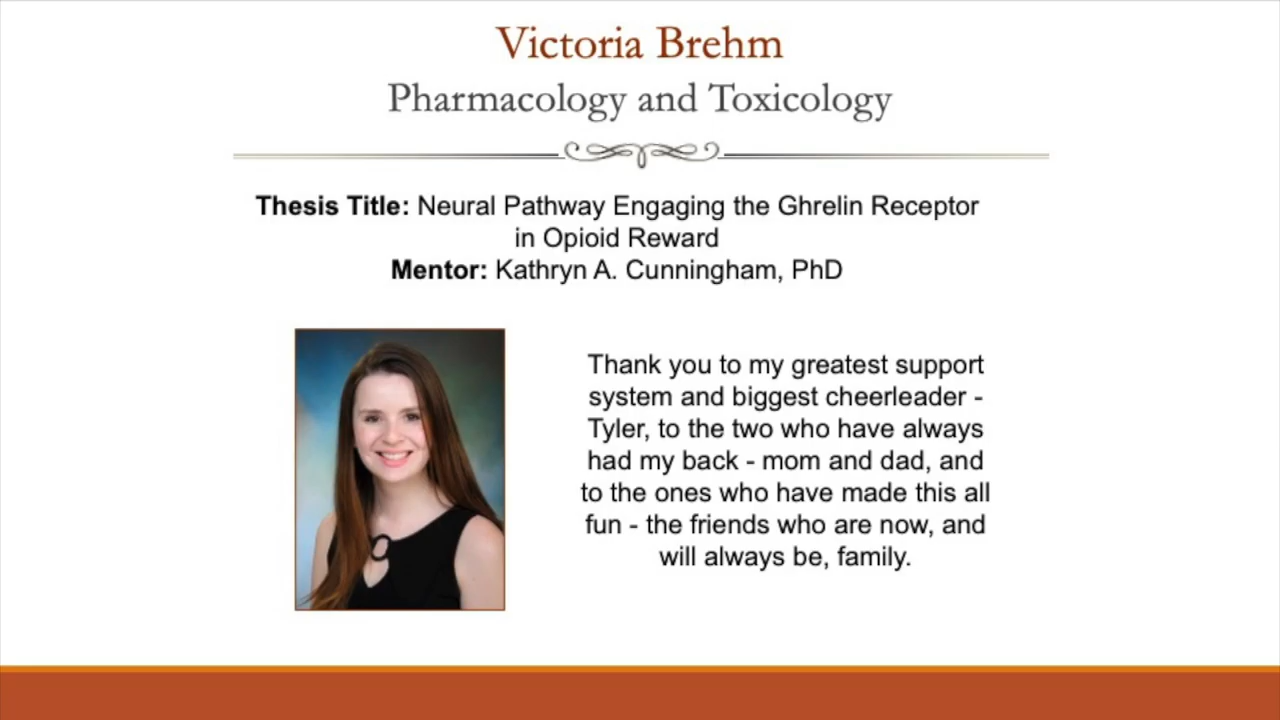 Victoria Brehm
Pharmacology and Toxicology
Thesis Title: Neural Pathway Engaging the Ghrelin Receptor
in Opioid Reward
Mentor: Kathryn A. Cunningham, PhD
Thank you to my greatest support
system and biggest cheerleader -
Tyler, to the two who have always
had my back - mom and dad, and
to the ones who have made this all
fun - the friends who are now, and
will always be, family.